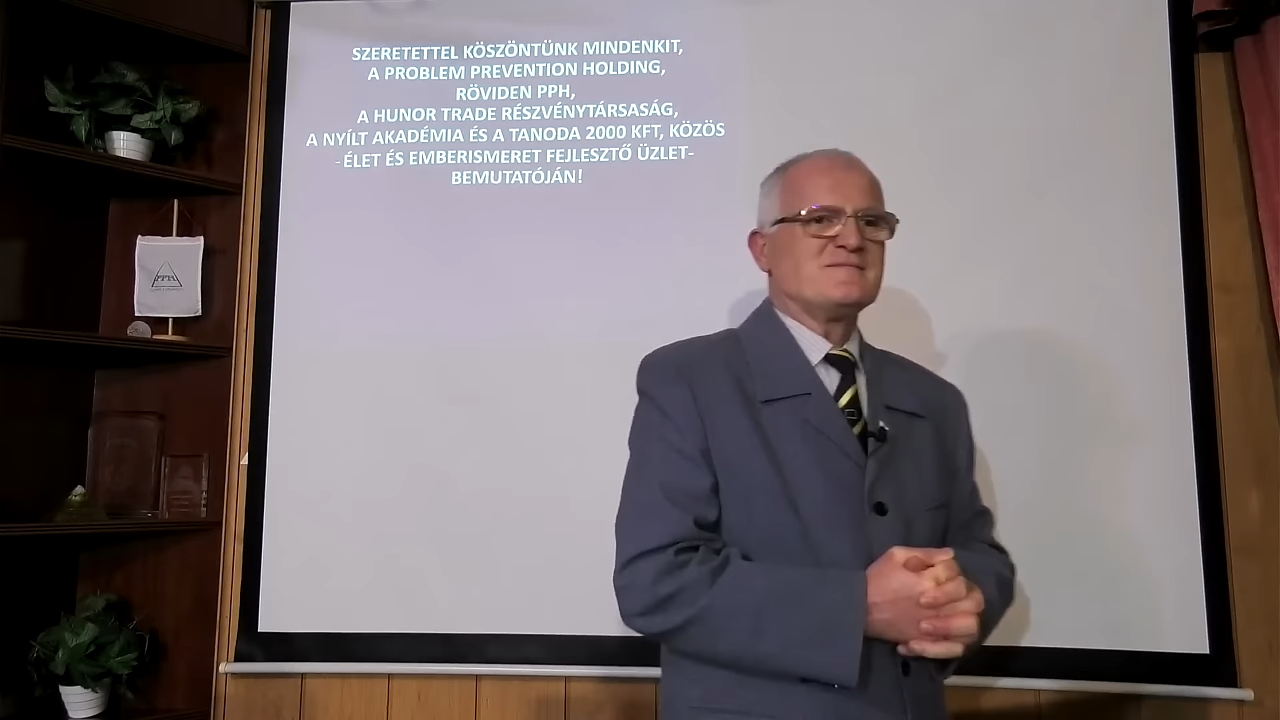 SZERETETTEL KÖSZÖNTÜNK MINDENKIT,
A PROBLEM PREVENTION HOLDING,
RÖVIDEN PPH,
A HUNOR TRADE RÉSZVÉNYTÁRSASÁG,
A NYÍLT AKADÉMIA ÉS A TANODA 2000 KFT, KÖZÖS
-ÉLET ÉS EMBERISMERET FEJLESZTŐ ÜZLET-
BEMUTATÓJÁN!
PPH